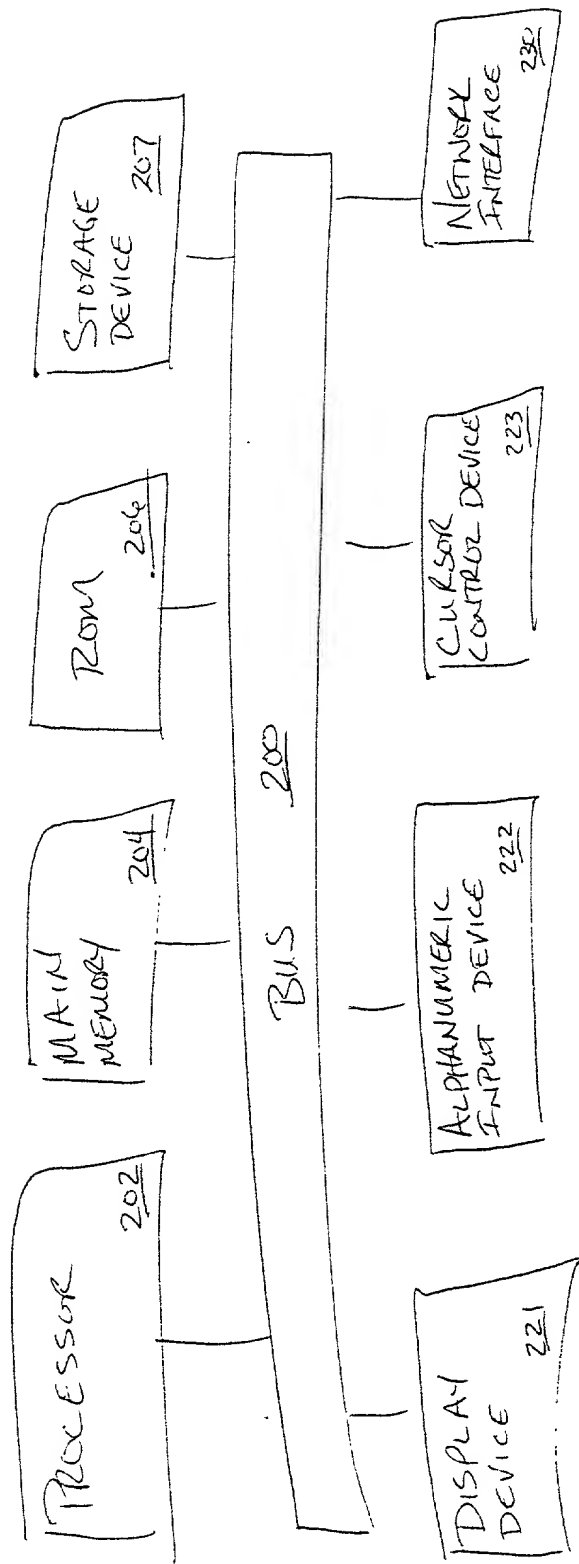 PROCESSOR
202
MAIN
MEMORY
204
ROM
206
STORAGE
DEVICE
207
BUS 200
DISPLAY
DEVICE
221
ALPHANUMERIC
INPUT DEVICE
222
CURSOR
CONTROL DEVICE
223
NETWORK
INTERFACE
230